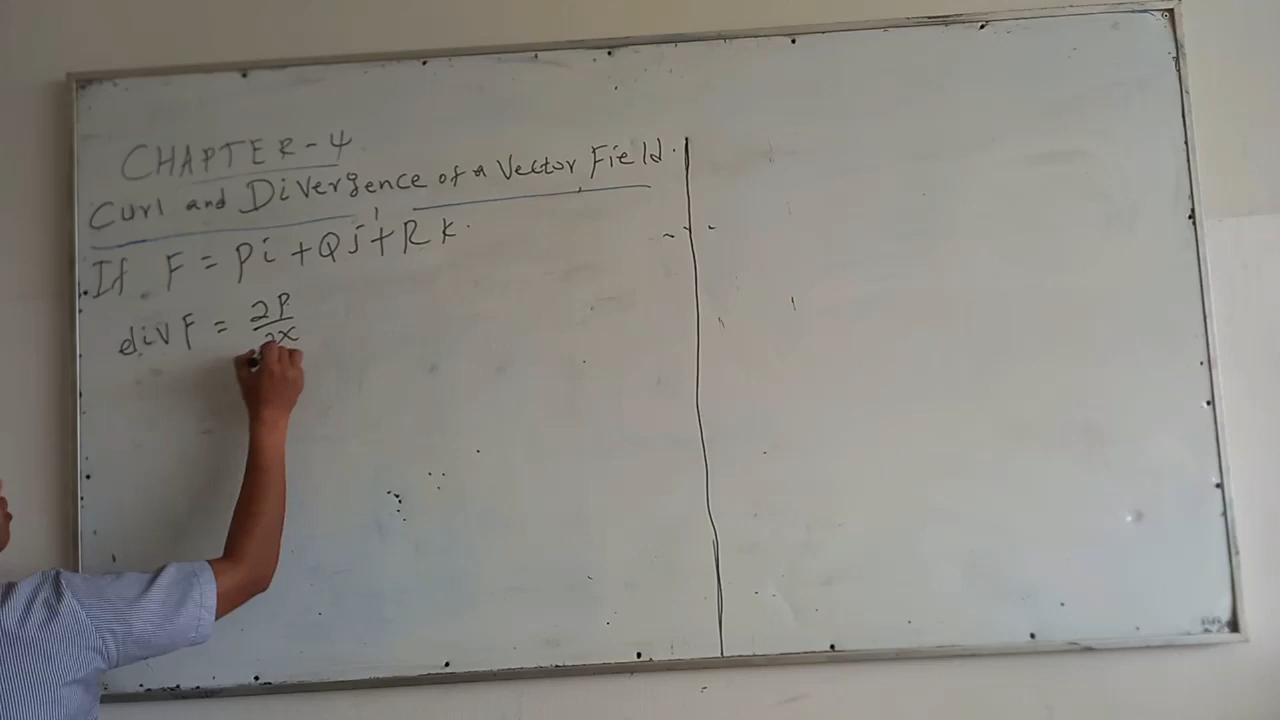 CHAPTER-4
Curl and Divergence of a Vector Field.
If F = Pi + Qj + Rk.
div F = ∂P/∂x